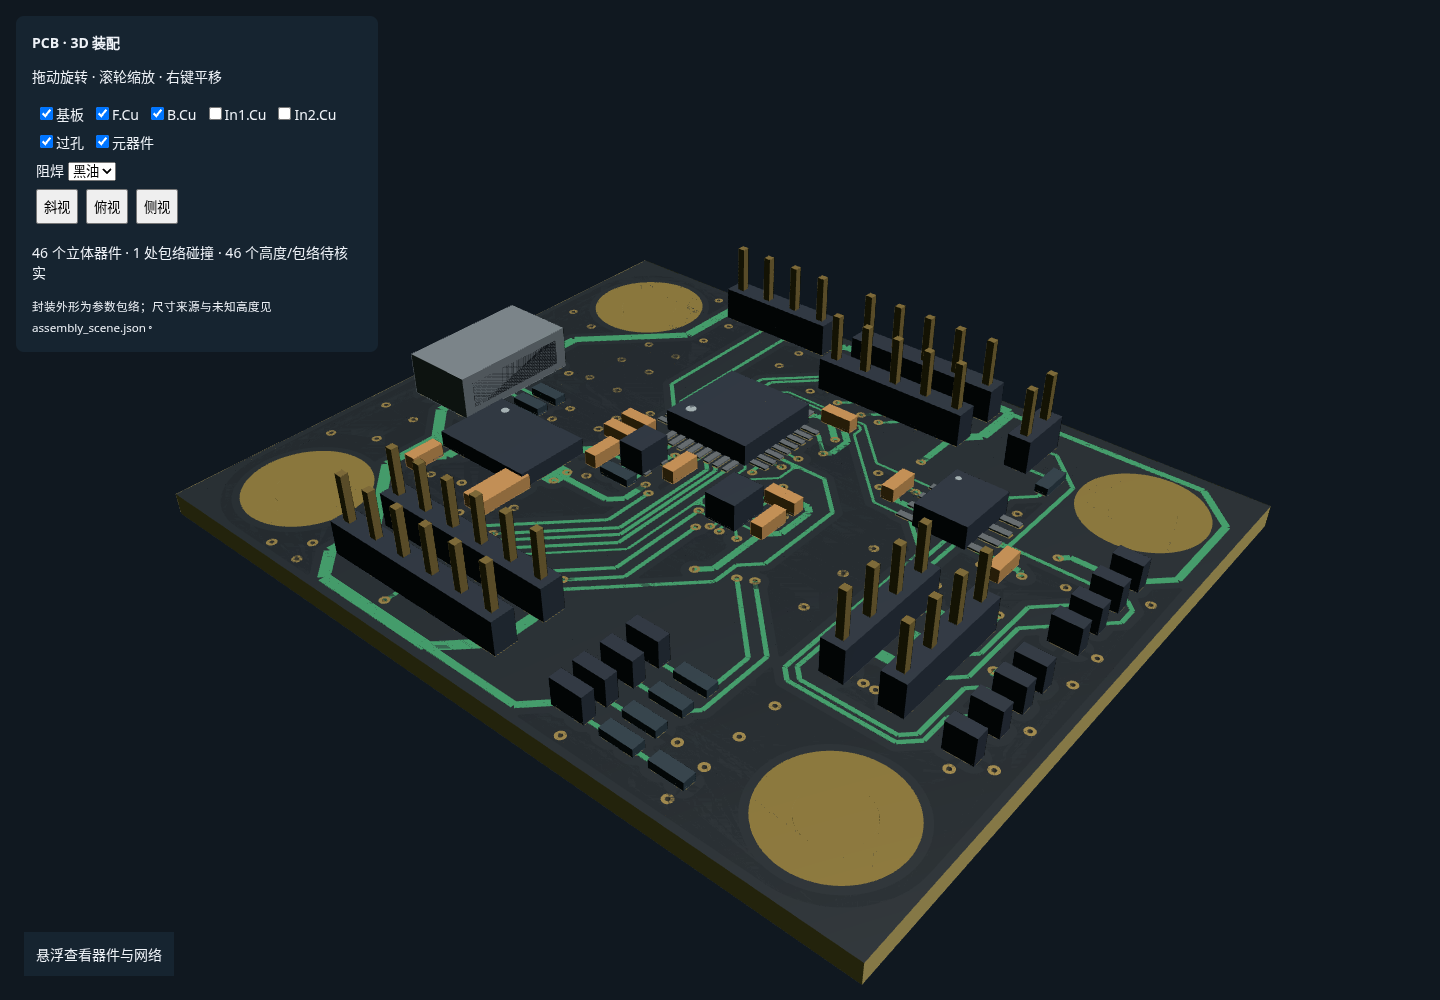 PCB · 3D 装配
拖动旋转 · 滚轮缩放 · 右键平移
基板 F.Cu B.Cu In1.Cu In2.Cu
过孔 元器件
阻焊 黑油
斜视 俯视 侧视
46 个立体器件 · 1 处包络碰撞 · 46 个高度/包络待核
实
封装外形为参数包络；尺寸来源与未知高度见
assembly_scene.json。
悬浮查看器件与网络